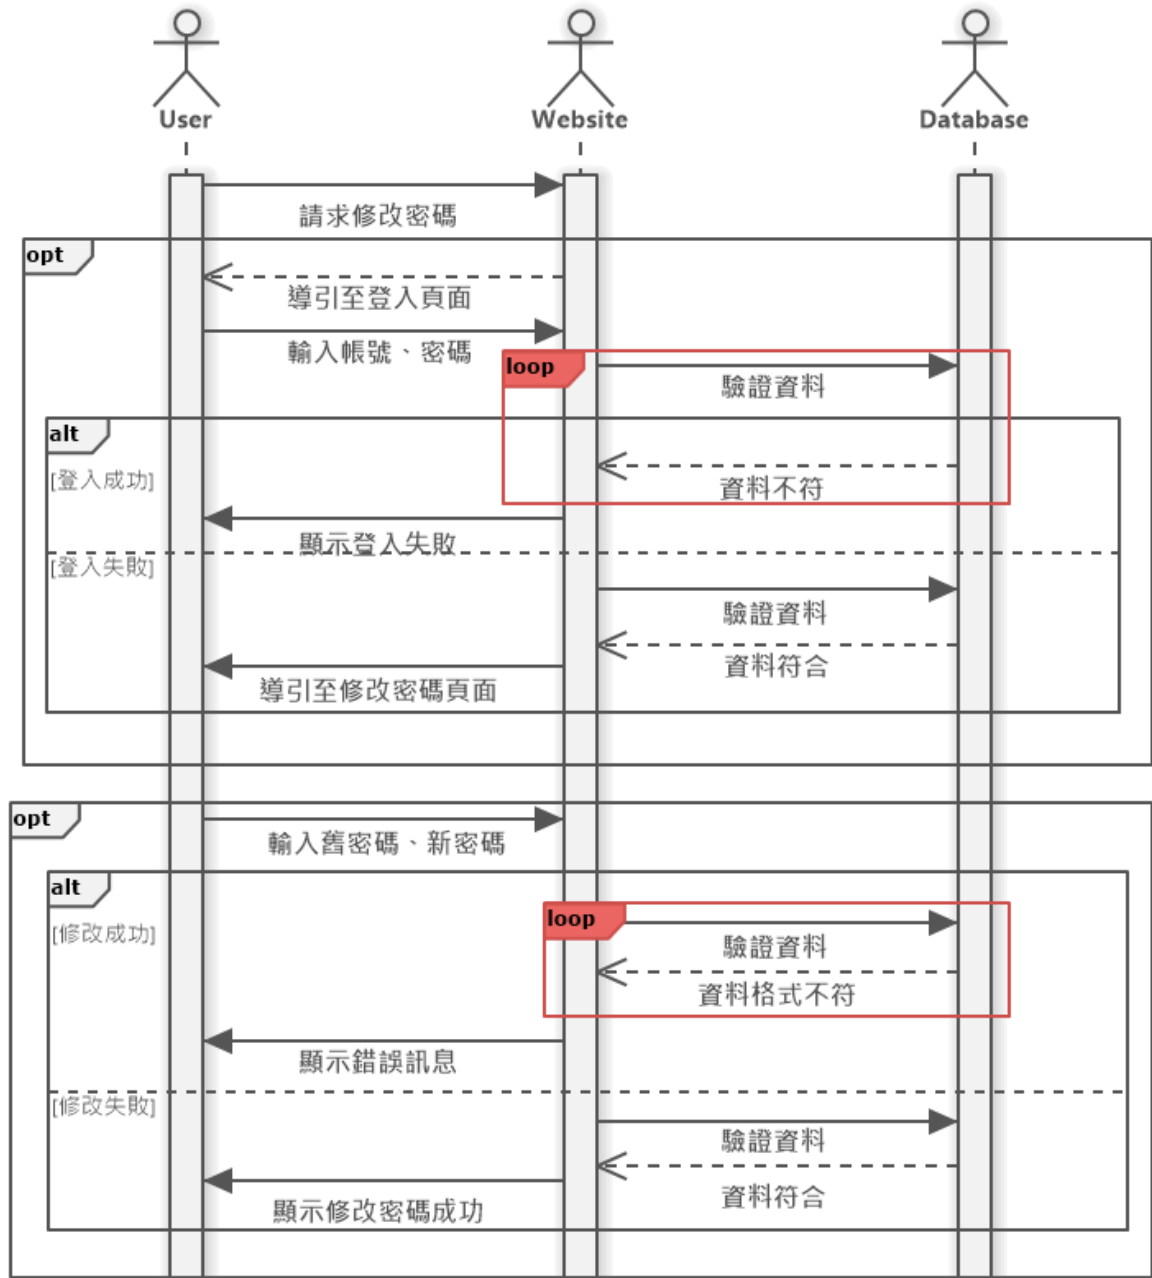 User
Website
Database
請求修改密碼
opt
導引至登入頁面
輸入帳號、密碼
loop
驗證資料
alt
[登入成功]
資料不符
顯示登入失敗
[登入失敗]
驗證資料
資料符合
導引至修改密碼頁面
opt
輸入舊密碼、新密碼
alt
loop
[修改成功]
驗證資料
資料格式不符
顯示錯誤訊息
[修改失敗]
驗證資料
資料符合
顯示修改密碼成功